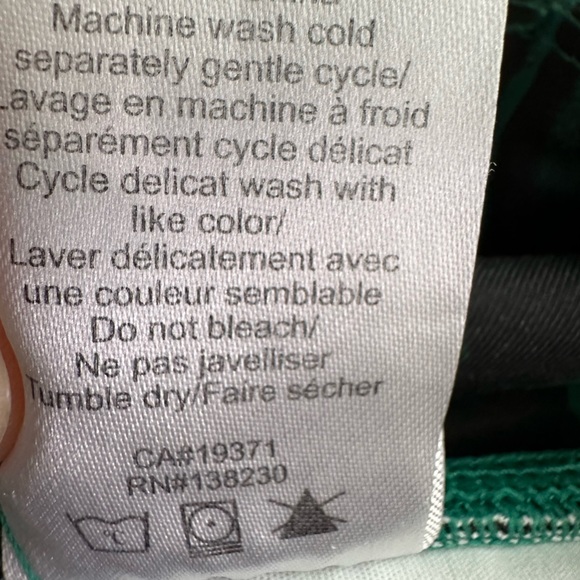 Machine wash cold
separately gentle cycle/
Lavage en machine à froid
séparément cycle délicat
Cycle delicat wash with
like color/
Laver délicatement avec
une couleur semblable
Do not bleach/
Ne pas javelliser
Tumble dry/Faire sécher
CA#19371
RN#138230